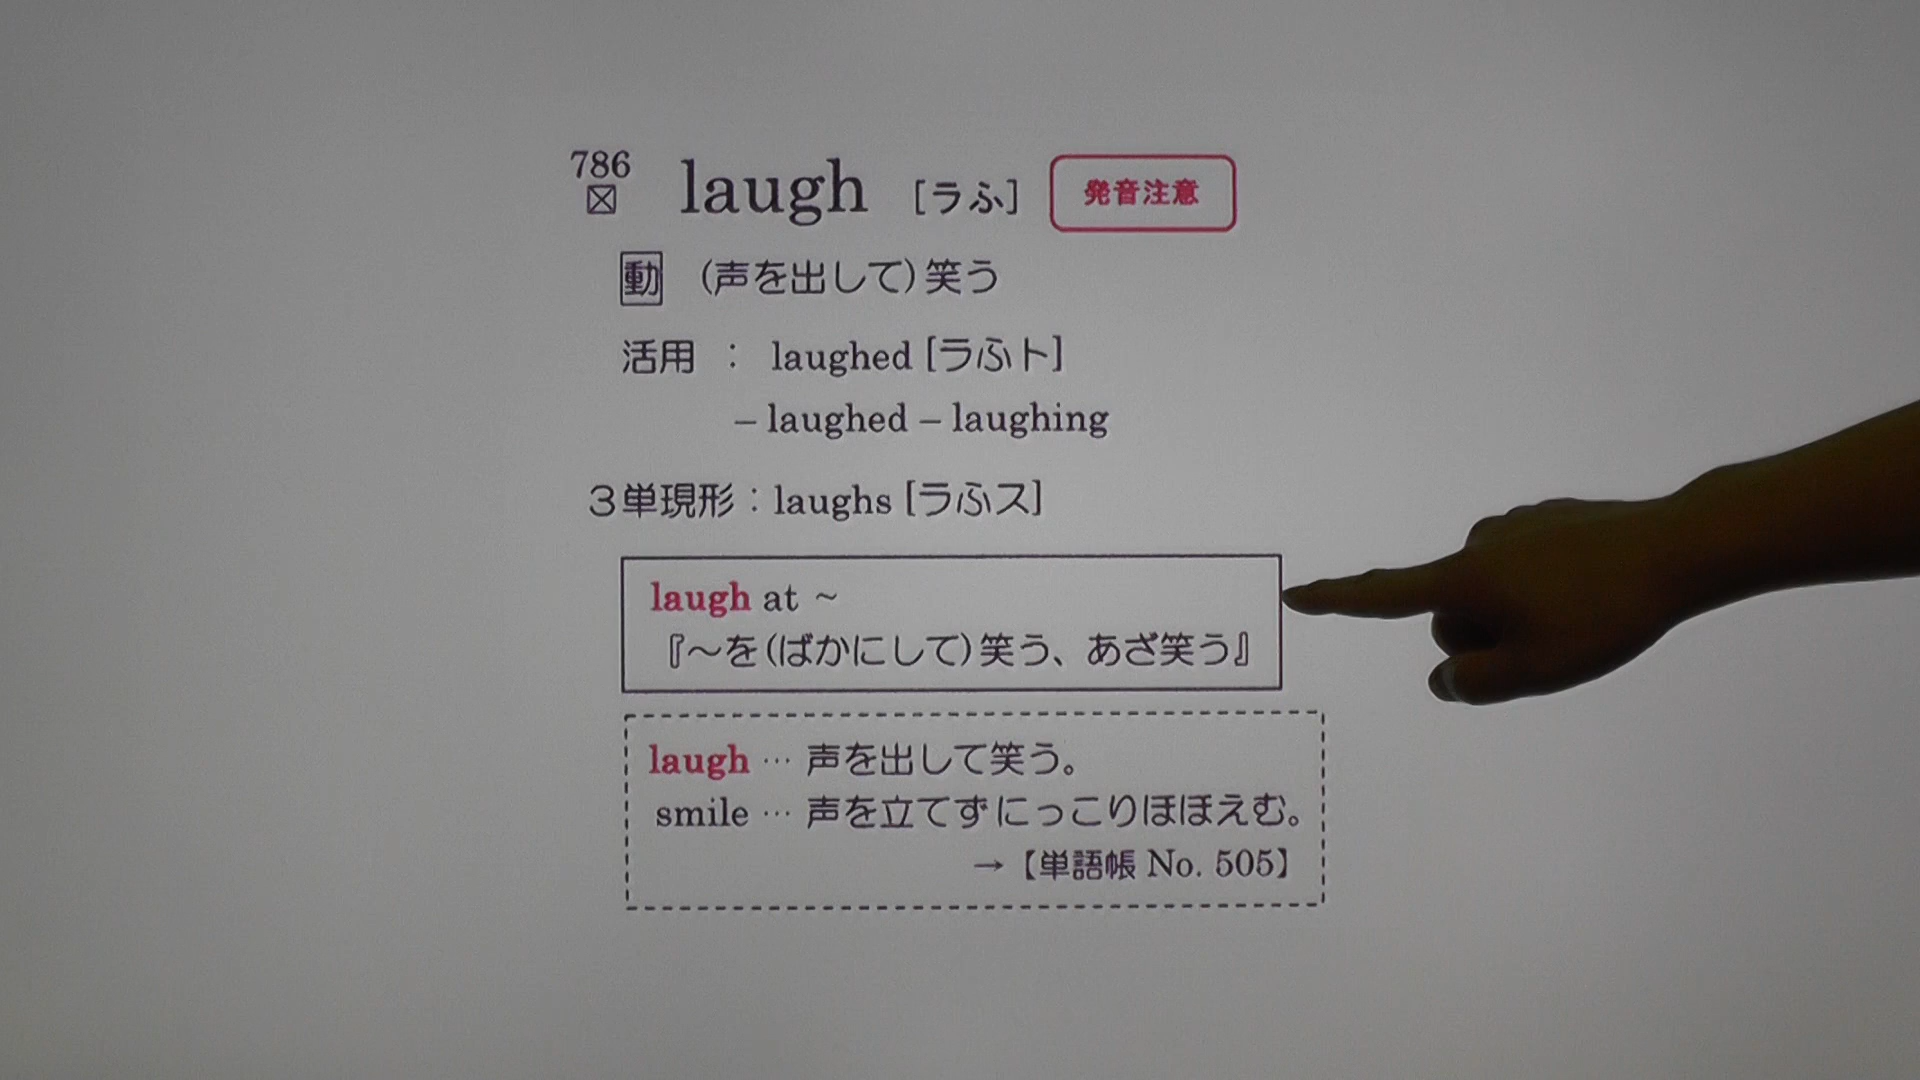 786
laugh [ラふ] 発音注意
動 (声を出して)笑う
活用 : laughed [ラふト]
– laughed – laughing
3単現形 : laughs [ラふス]
laugh at ~
『～を(ばかにして)笑う、あざ笑う』
laugh … 声を出して笑う。
smile … 声を立てずにっこりほほえむ。
→【単語帳 No. 505】